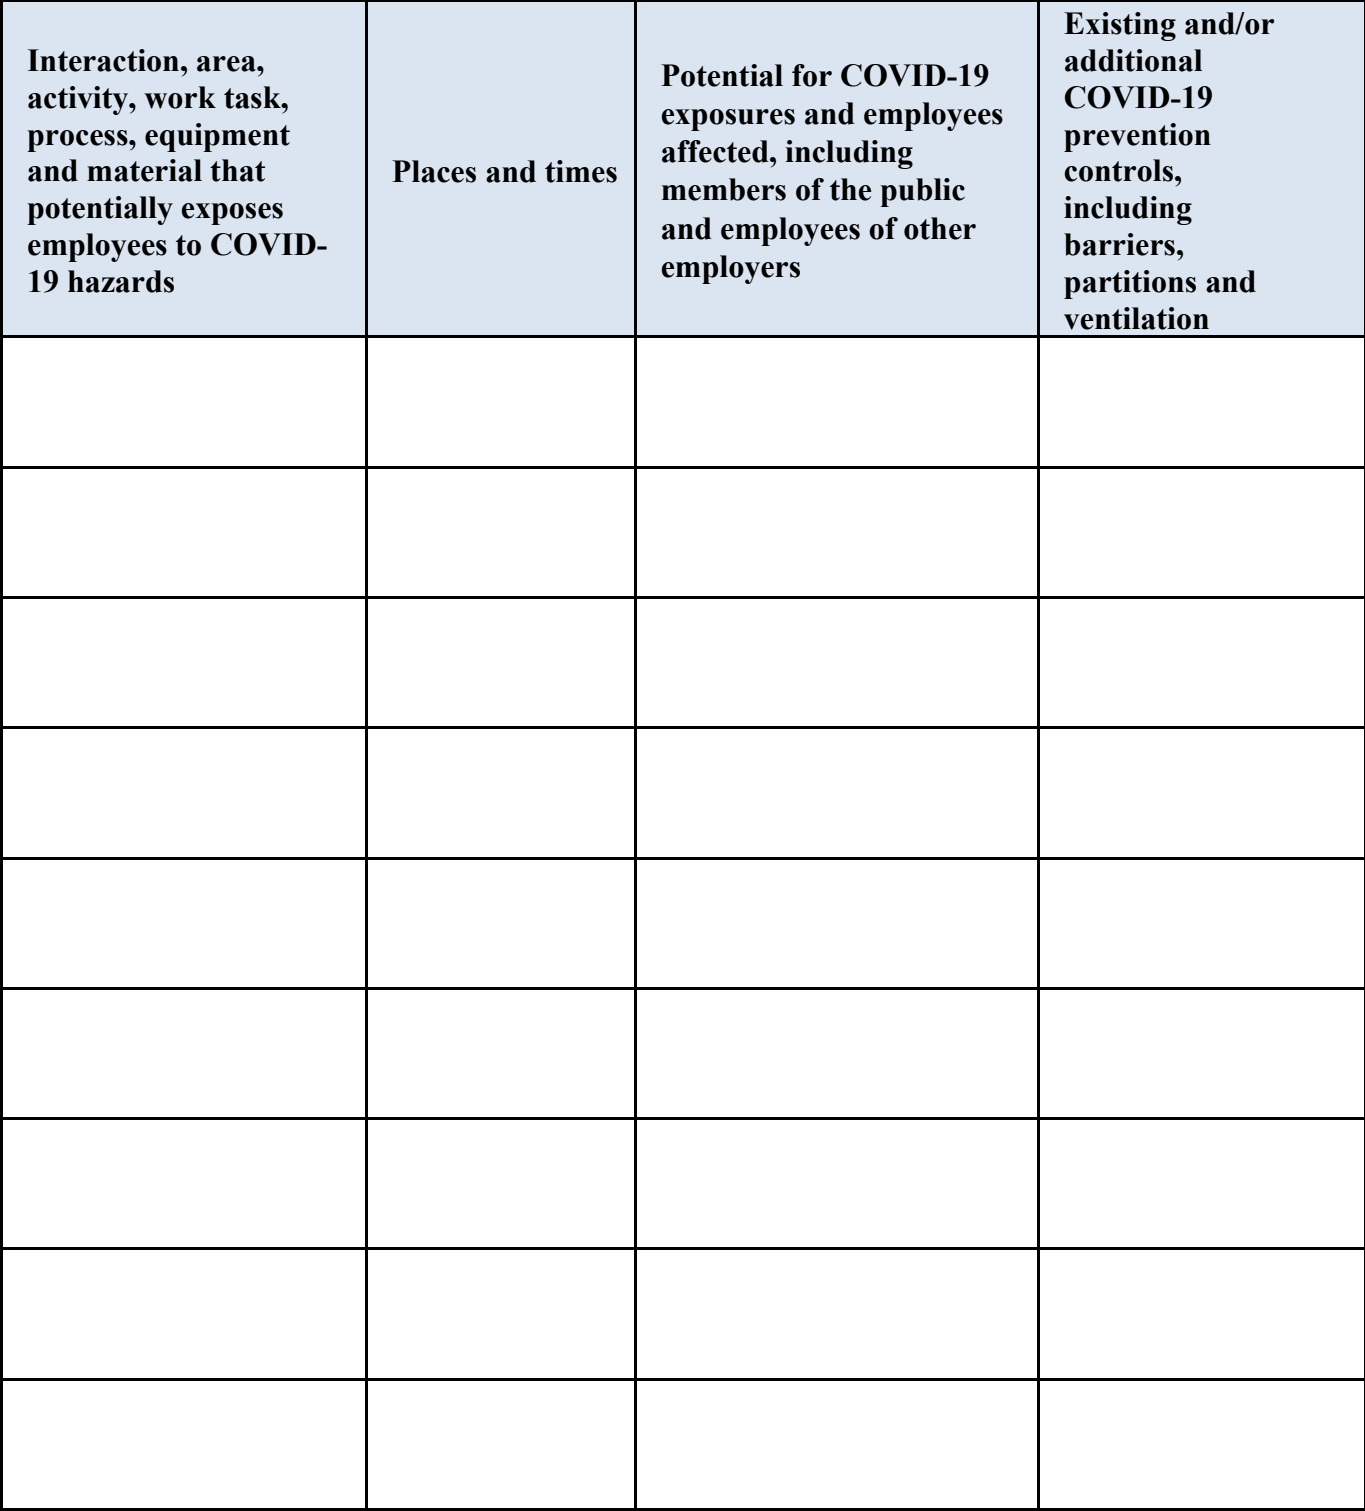 Interaction, area,
activity, work task,
process, equipment
and material that
potentially exposes
employees to COVID-
19 hazards
Places and times
Potential for COVID-19
exposures and employees
affected, including
members of the public
and employees of other
employers
Existing and/or
additional
COVID-19
prevention
controls,
including
barriers,
partitions and
ventilation